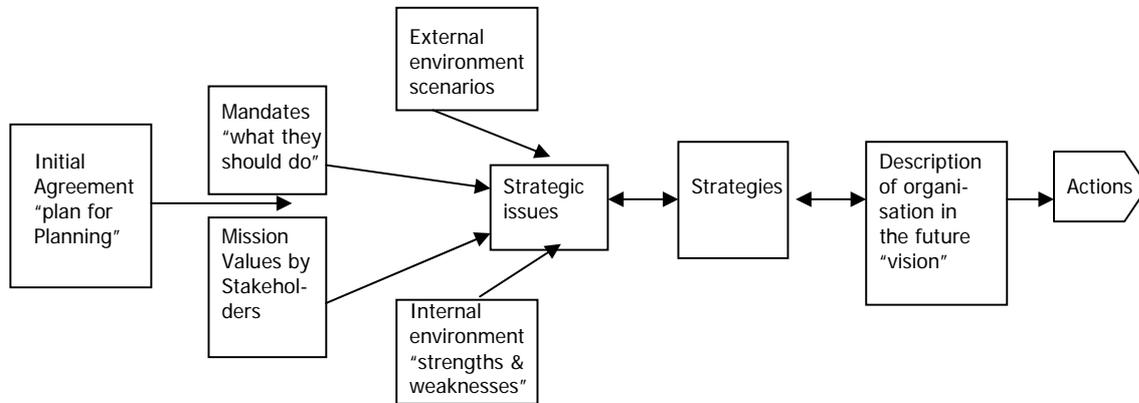 Initial
Agreement
“plan for
Planning”
Mandates
“what they
should do”
Mission
Values by
Stakehol-
ders
External
environment
scenarios
Strategic
issues
Internal
environment
“strengths &
weaknesses”
Strategies
Description
of organi-
sation in
the future
“vision”
Actions